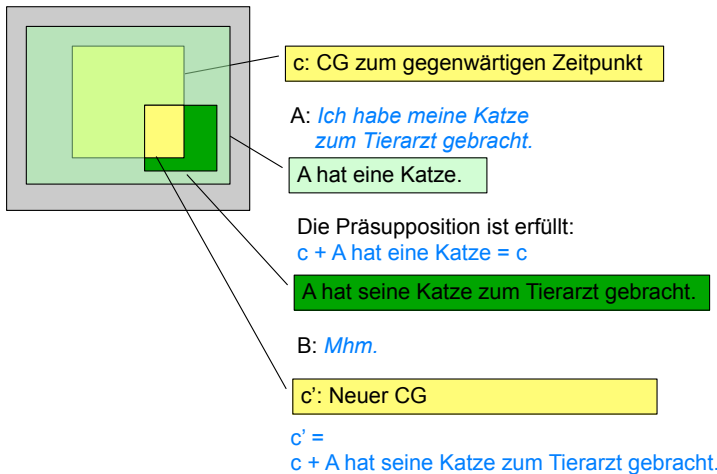 c: CG zum gegenwärtigen Zeitpunkt
A: Ich habe meine Katze
zum Tierarzt gebracht.
A hat eine Katze.
Die Präsupposition ist erfüllt:
c + A hat eine Katze = c
A hat seine Katze zum Tierarzt gebracht.
B: Mhm.
c’: Neuer CG
c’ =
c + A hat seine Katze zum Tierarzt gebracht.